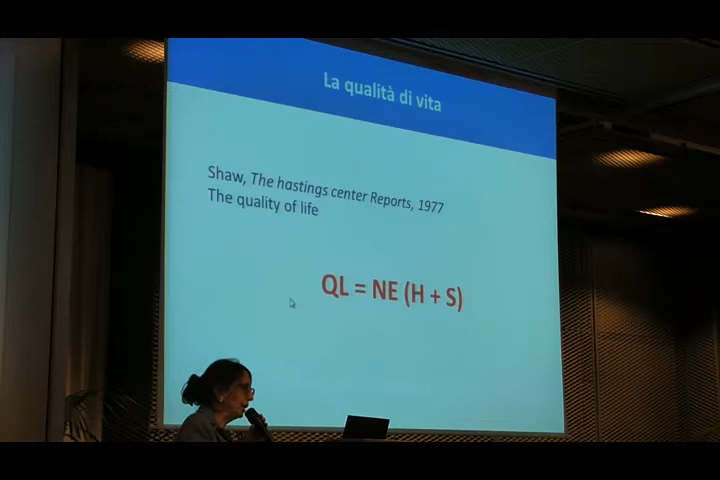 La qualità di vita
Shaw, The hastings center Reports, 1977
The quality of life
QL = NE (H + S)